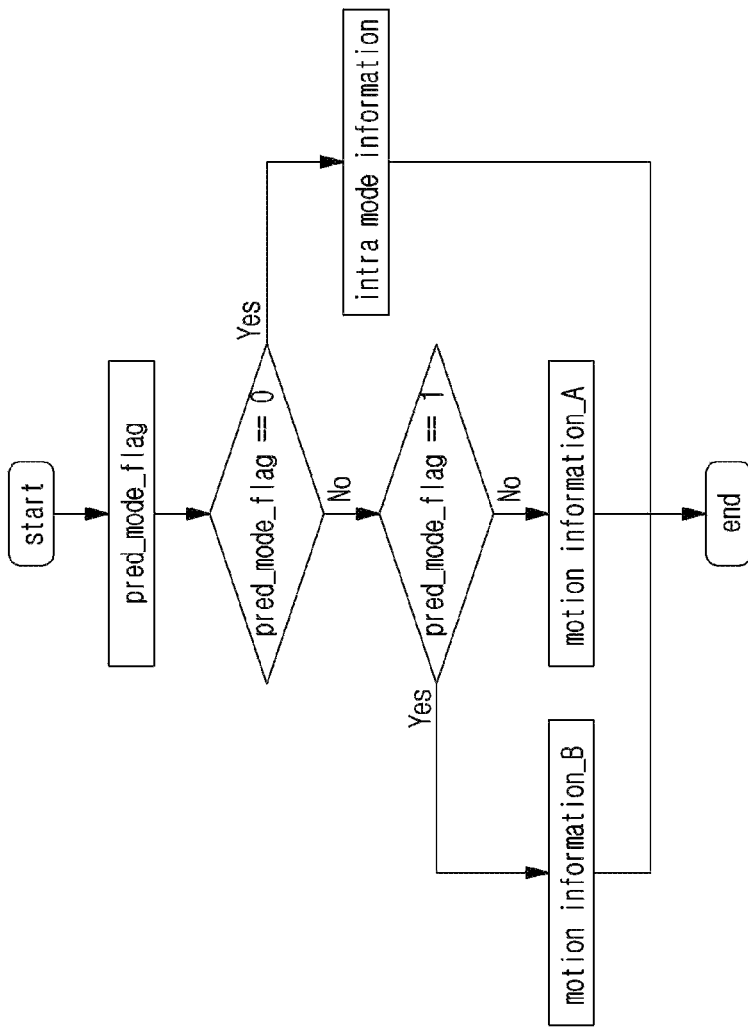 start
pred_mode_flag
pred_mode_flag == 0
Yes
No
intra mode information
pred_mode_flag == 1
Yes
No
motion information_B
motion information_A
end